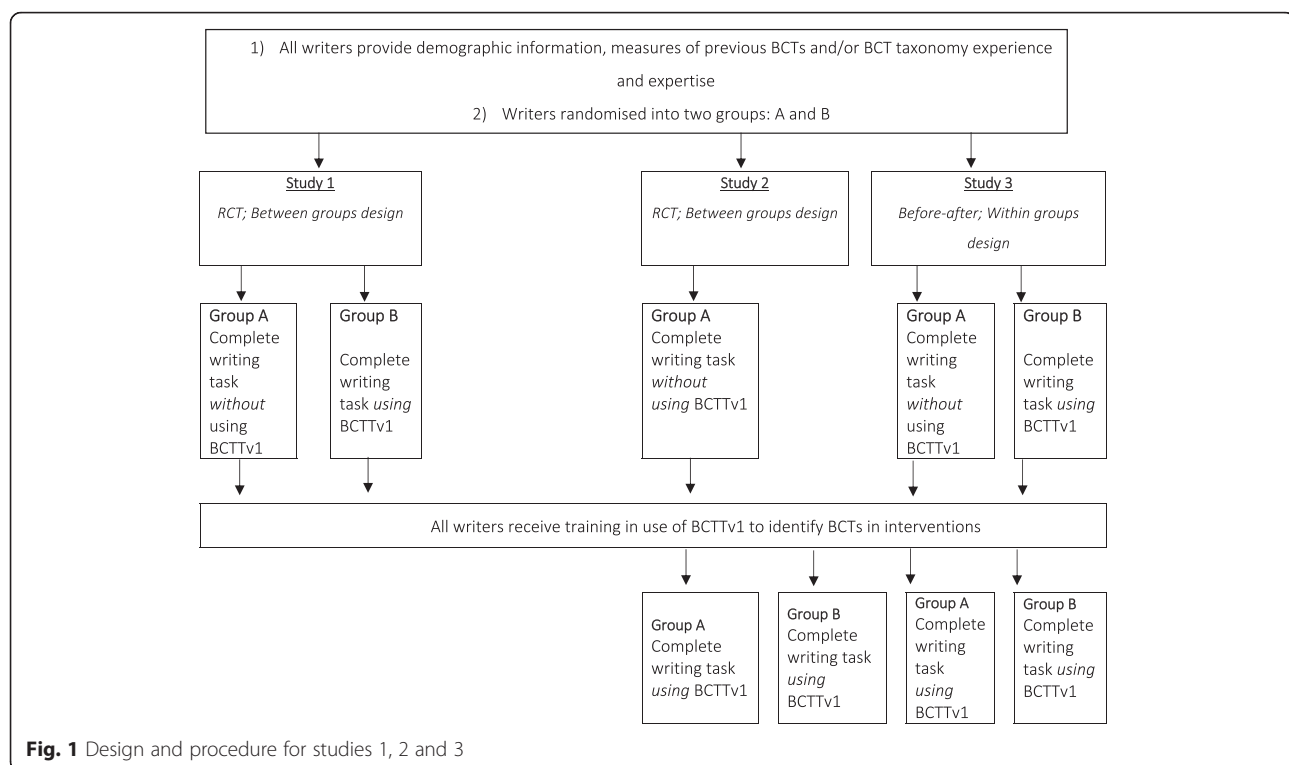 1) All writers provide demographic information, measures of previous BCTs and/or BCT taxonomy experience
and expertise
2) Writers randomised into two groups: A and B
Study 1
RCT; Between groups design
Study 2
RCT; Between groups design
Study 3
Before-after; Within groups
design
Group A
Complete
writing
task
without
using
BCTTv1
Group B
Complete
writing
task using
BCTTv1
Group A
Complete
writing task
without
using BCTTv1
Group A
Complete
writing
task
without
using
BCTTv1
Group B
Complete
writing
task using
BCTTv1
All writers receive training in use of BCTTv1 to identify BCTs in interventions
Group A
Complete
writing task
using BCTTv1
Group B
Complete
writing task
using
BCTTv1
Group A
Complete
writing
task
using
BCTTv1
Group B
Complete
writing
task using
BCTTv1
Fig. 1 Design and procedure for studies 1, 2 and 3